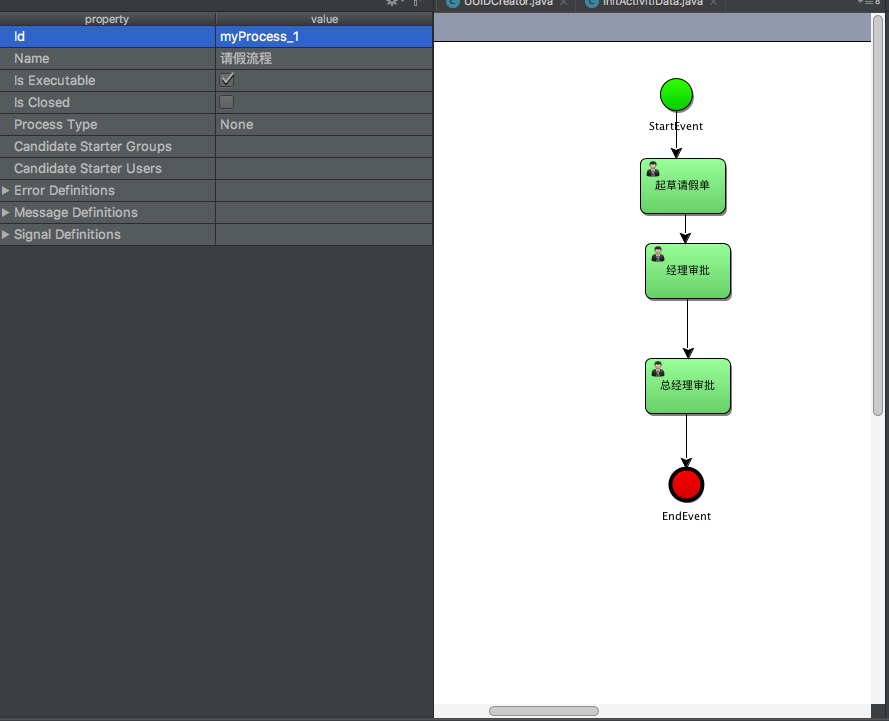 UUIDCreator.java
InitActivitiData.java
property value
Id myProcess_1
Name 请假流程
Is Executable
Is Closed
Process Type None
Candidate Starter Groups
Candidate Starter Users
Error Definitions
Message Definitions
Signal Definitions
StartEvent
起草请假单
经理审批
总经理审批
EndEvent